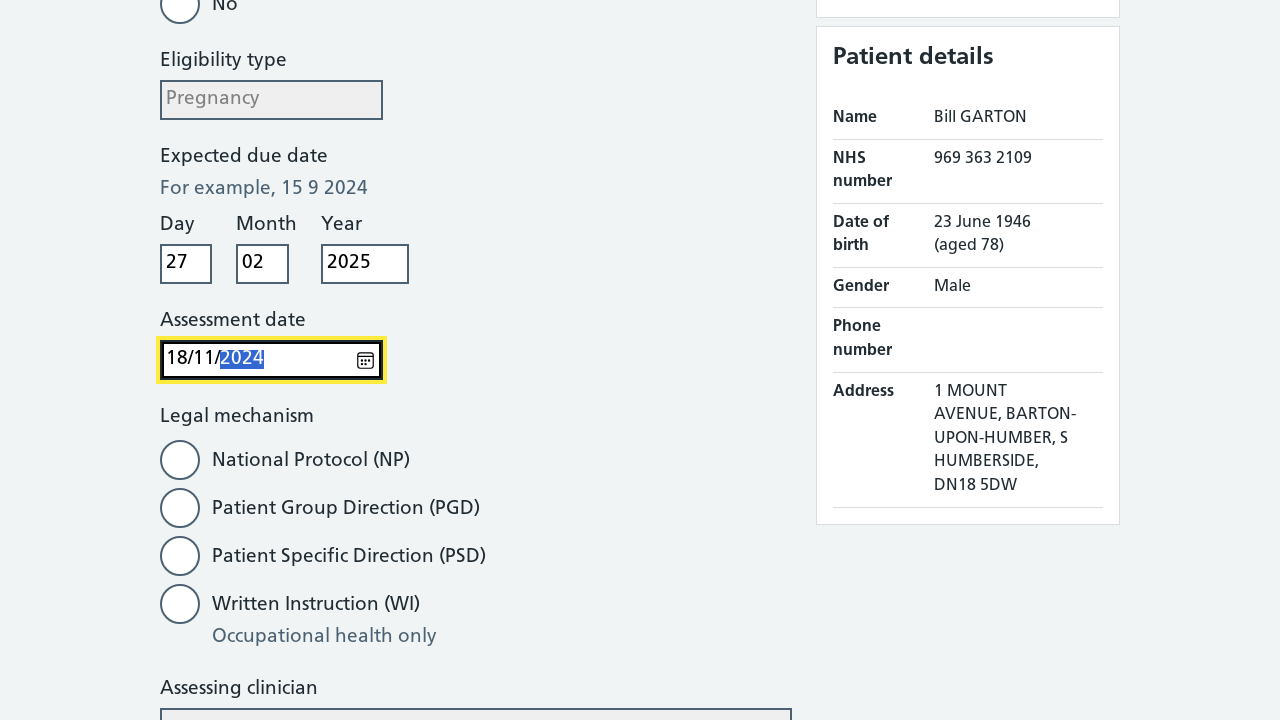 No
Eligibility type
Pregnancy
Expected due date
For example, 15 9 2024
Day Month Year
27 02 2025
Assessment date
18/11/2024
Legal mechanism
National Protocol (NP)
Patient Group Direction (PGD)
Patient Specific Direction (PSD)
Written Instruction (WI)
Occupational health only
Assessing clinician
Patient details
Name Bill GARTON
NHS number 969 363 2109
Date of birth 23 June 1946 (aged 78)
Gender Male
Phone number
Address 1 MOUNT
AVENUE, BARTON-
UPON-HUMBER, S
HUMBERSIDE,
DN18 5DW